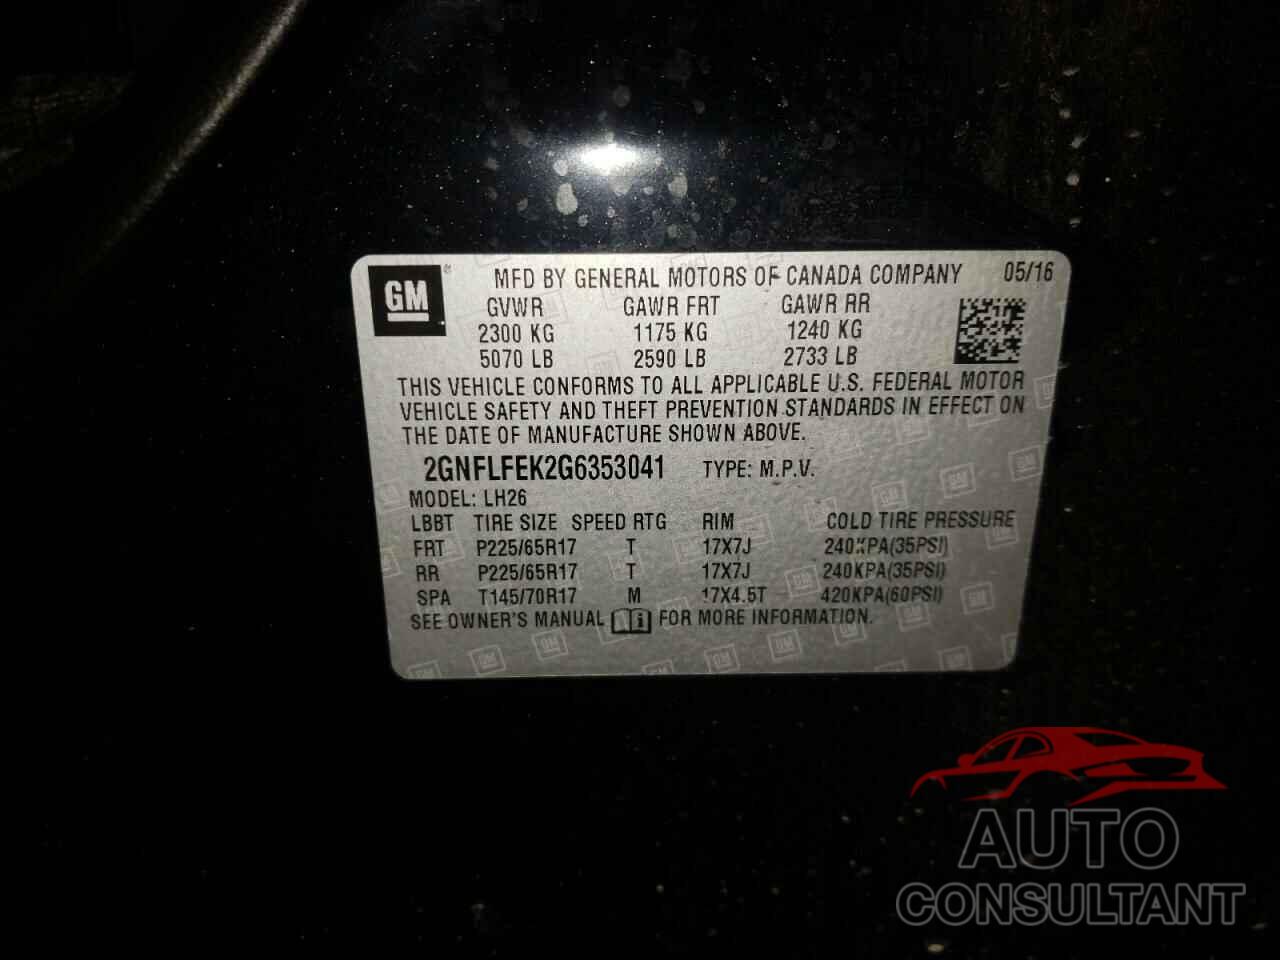 GM MFD BY GENERAL MOTORS OF CANADA COMPANY 05/16
GVWR GAWR FRT GAWR RR
2300 KG 1175 KG 1240 KG
5070 LB 2590 LB 2733 LB
THIS VEHICLE CONFORMS TO ALL APPLICABLE U.S. FEDERAL MOTOR
VEHICLE SAFETY AND THEFT PREVENTION STANDARDS IN EFFECT ON
THE DATE OF MANUFACTURE SHOWN ABOVE.
2GNFLFEK2G6353041 TYPE: M.P.V.
MODEL: LH26
LBBT TIRE SIZE SPEED RTG RIM COLD TIRE PRESSURE
FRT P225/65R17 T 17X7J 240KPA(35PSI)
RR P225/65R17 T 17X7J 240KPA(35PSI)
SPA T145/70R17 M 17X4.5T 420KPA(60PSI)
SEE OWNER'S MANUAL FOR MORE INFORMATION.
AUTO
CONSULTANT